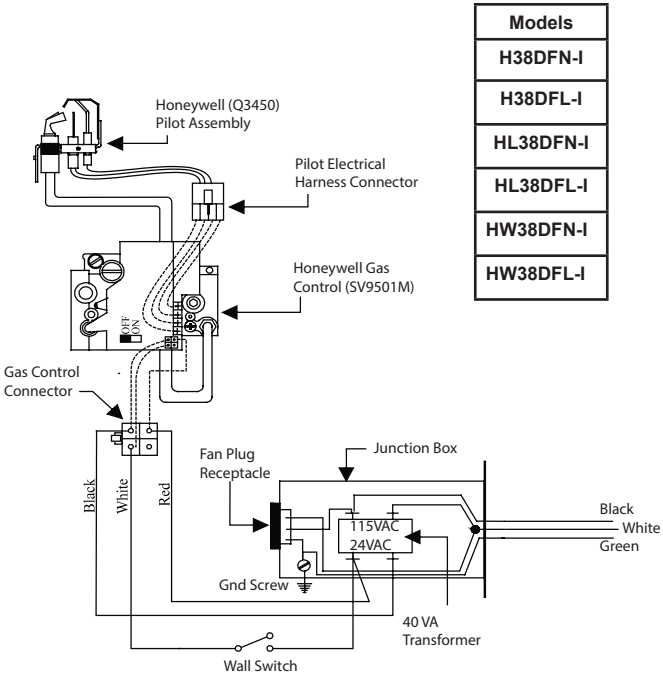 Models
H38DFN-I
H38DFL-I
HL38DFN-I
HL38DFL-I
HW38DFN-I
HW38DFL-I
Honeywell (Q3450)
Pilot Assembly
Pilot Electrical
Harness Connector
Honeywell Gas
Control (SV9501M)
OFF
ON
Gas Control
Connector
Black
White
Red
Fan Plug
Receptacle
Junction Box
115VAC
24VAC
Gnd Screw
Black
White
Green
40 VA
Transformer
Wall Switch